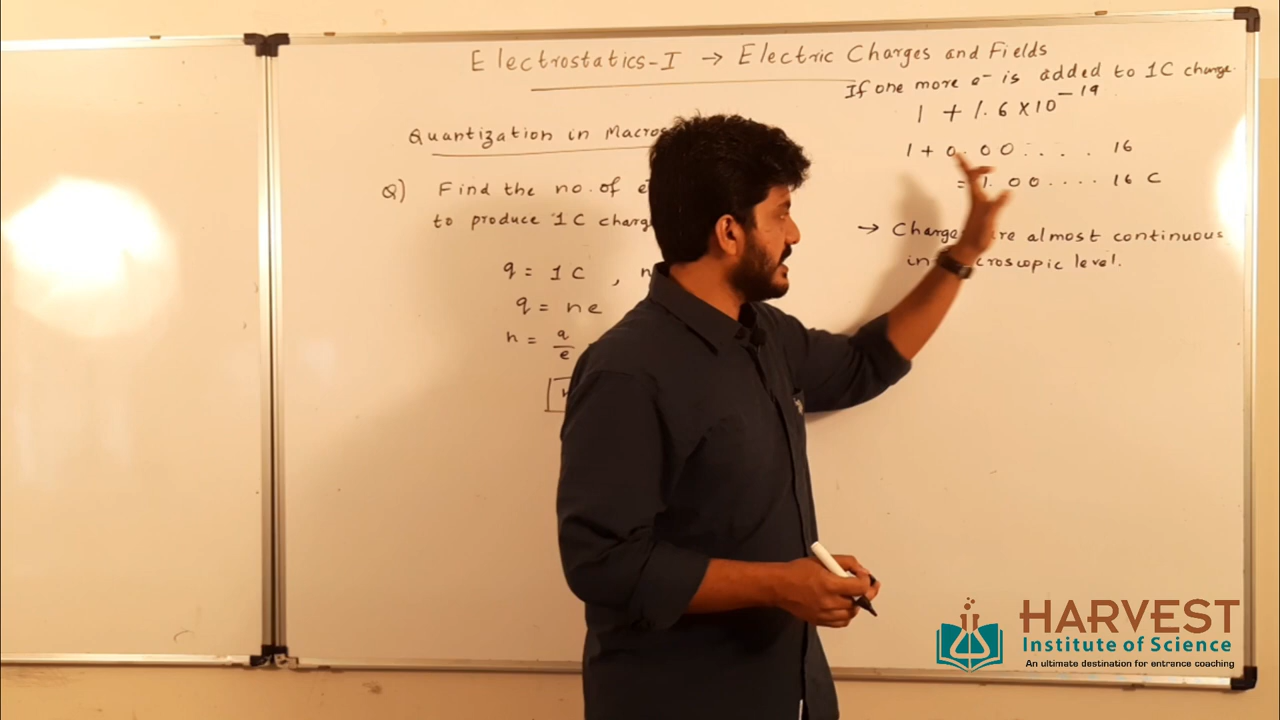 Electrostatics-I → Electric Charges and Fields
Quantization in Macros
Q) Find the no. of e
to produce 1C charg
q = 1C , n
q = ne
n = q/e
If one more e⁻ is added to 1C charge.
1 + 1.6 × 10⁻¹⁹
1 + 0.00.... 16
= 1.00.... 16 C
→ Charge are almost continuous
in croscopic level.
HARVEST
Institute of Science
An ultimate destination for entrance coaching